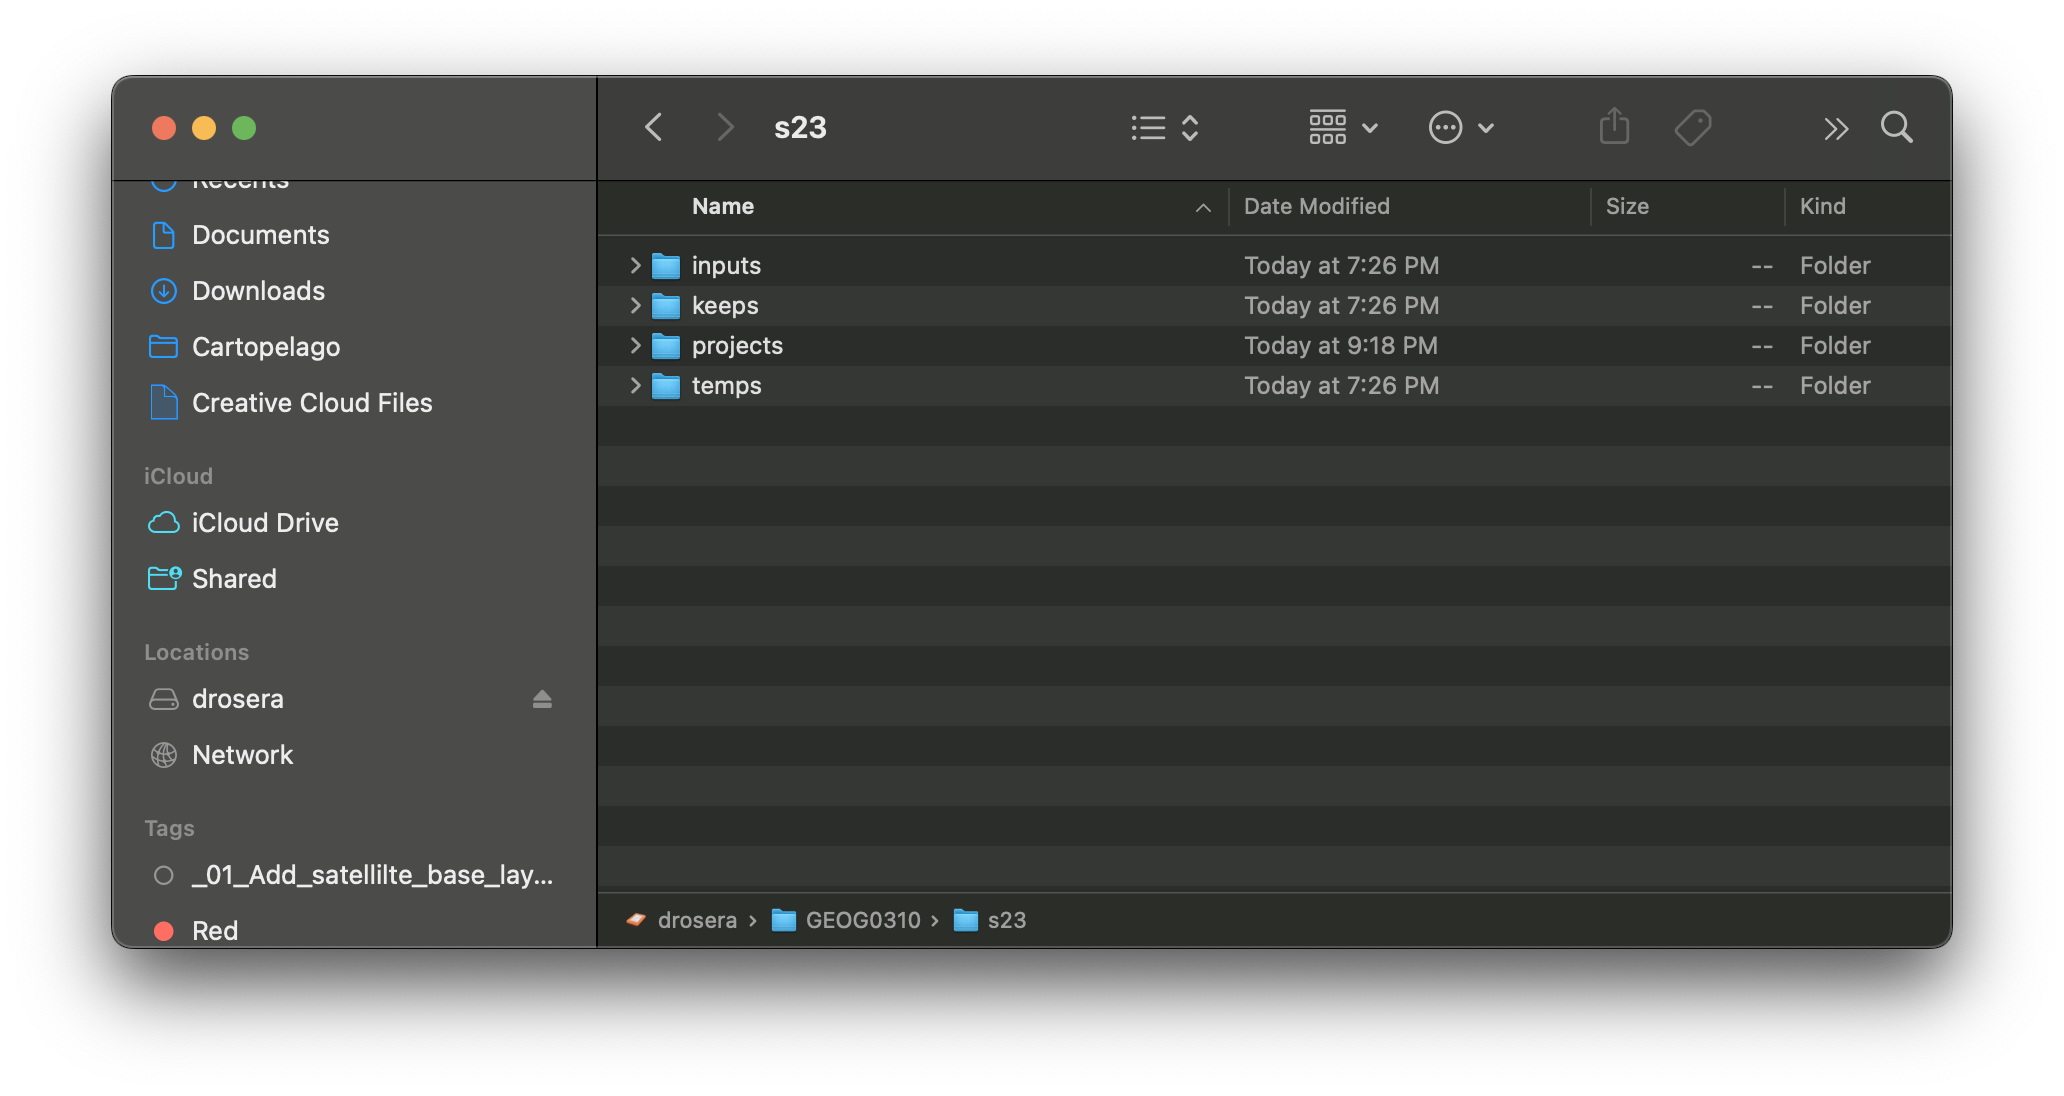 s23
Recents
Documents
Downloads
Cartopelago
Creative Cloud Files
iCloud
iCloud Drive
Shared
Locations
drosera
Network
Tags
_01_Add_satellilte_base_lay...
Red
Name Date Modified Size Kind
inputs Today at 7:26 PM -- Folder
keeps Today at 7:26 PM -- Folder
projects Today at 9:18 PM -- Folder
temps Today at 7:26 PM -- Folder
drosera › GEOG0310 › s23